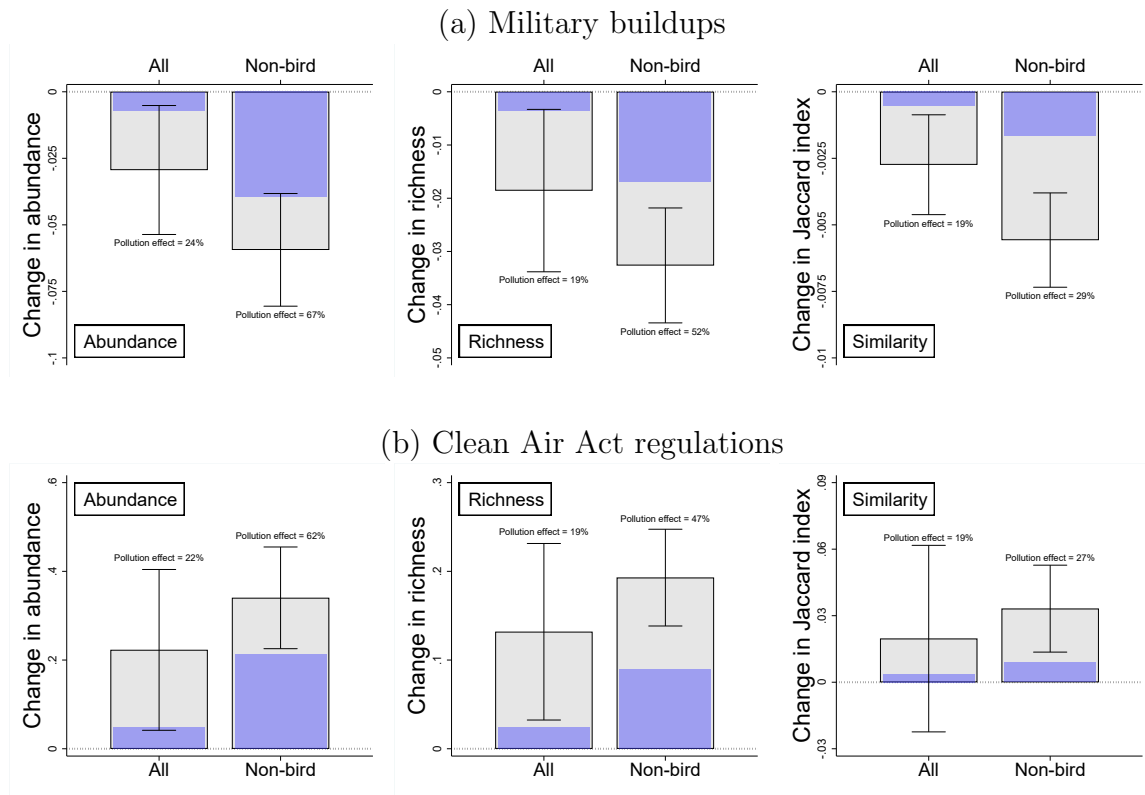 (a) Military buildups
All Non-bird
Change in abundance
0
-.025
-.05
-.075
-.1
Pollution effect = 24%
Pollution effect = 67%
Abundance
All Non-bird
Change in richness
0
-.01
-.02
-.03
-.04
-.05
Pollution effect = 19%
Pollution effect = 52%
Richness
All Non-bird
Change in Jaccard index
0
-.0025
-.005
-.0075
-.01
Pollution effect = 19%
Pollution effect = 29%
Similarity
(b) Clean Air Act regulations
Abundance
Change in abundance
.6
.4
.2
0
Pollution effect = 22%
Pollution effect = 62%
All Non-bird
Richness
Change in richness
.3
.2
.1
0
Pollution effect = 19%
Pollution effect = 47%
All Non-bird
Similarity
Change in Jaccard index
.09
.06
.03
0
-.03
Pollution effect = 19%
Pollution effect = 27%
All Non-bird